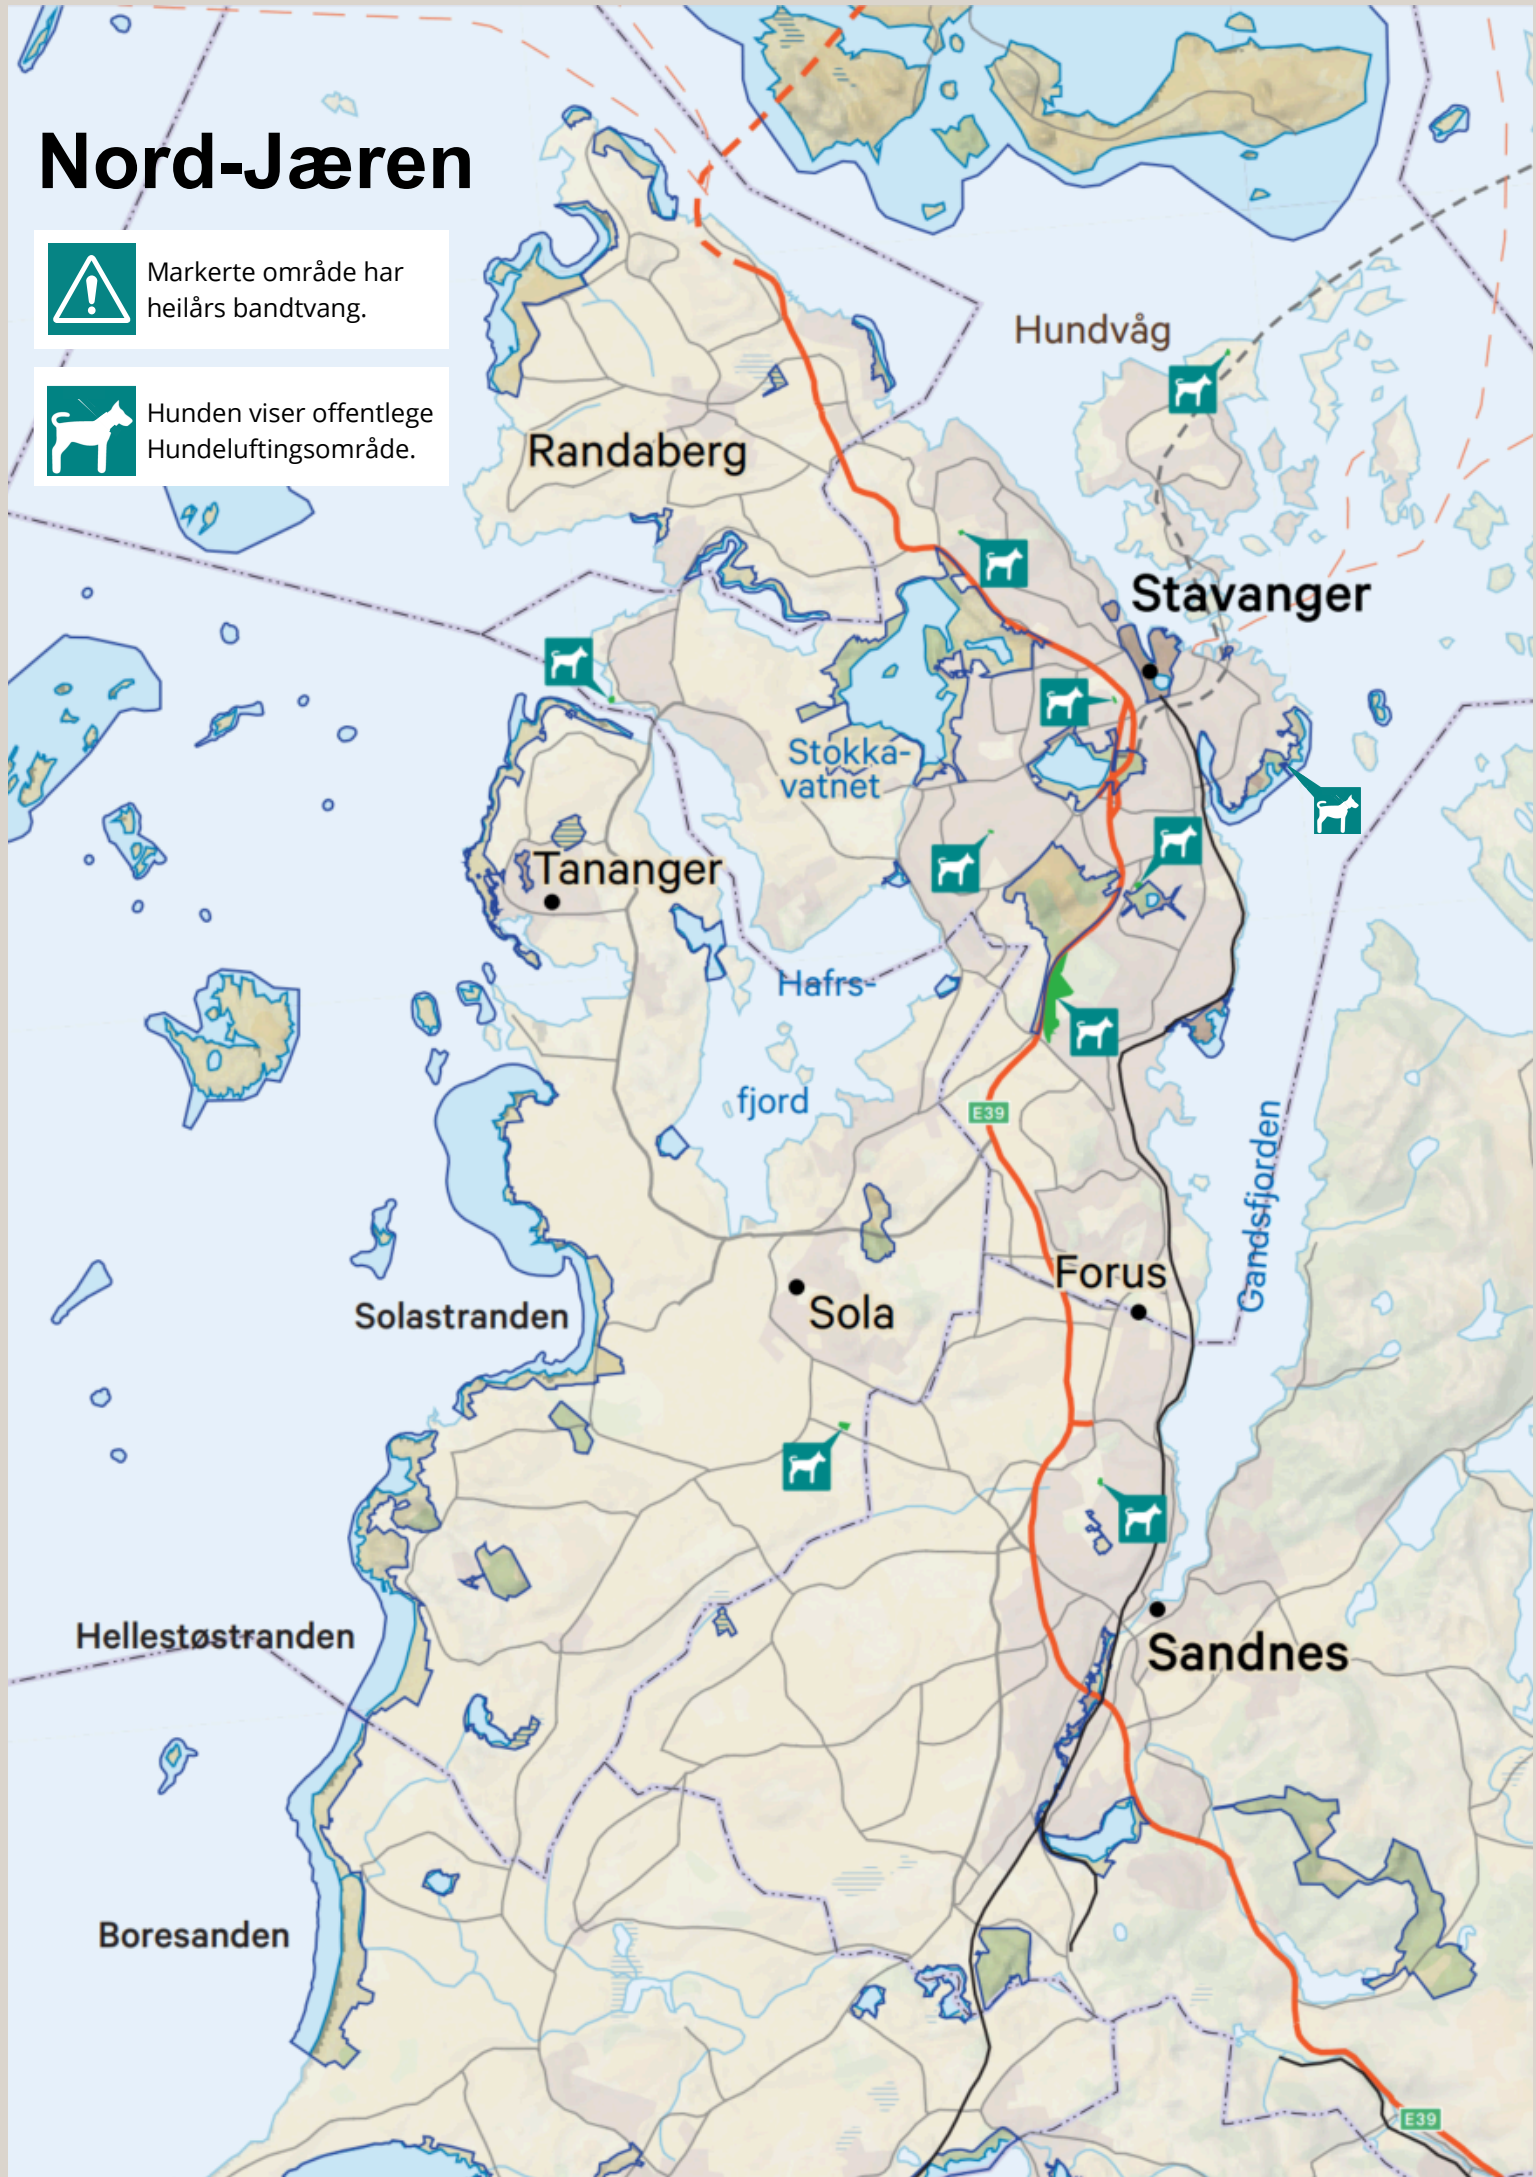 Nord-Jæren
Markerte område har
heilårs bandtvang.
Hunden viser offentlege
Hundeluftingsområde.
Hundvåg
Randaberg
Stavanger
Stokka-
vatnet
Tananger
Hafrs-
fjord
E39
Gandsfjorden
Forus
Sola
Solastranden
Hellestøstranden
Sandnes
Boresanden
E39